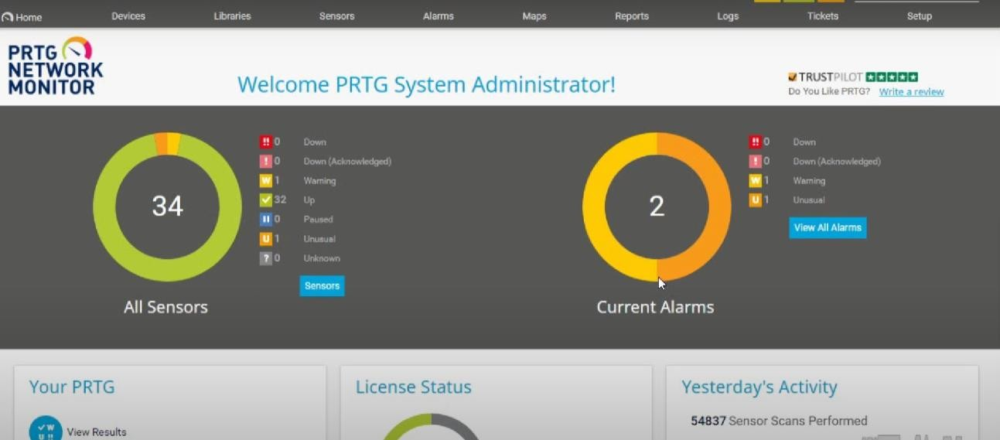 Home Devices Libraries Sensors Alarms Maps Reports Logs Tickets Setup
PRTG
NETWORK
MONITOR
Welcome PRTG System Administrator!
TRUSTPILOT
Do You Like PRTG? Write a review
34
!! 0 Down
! 0 Down (Acknowledged)
W 1 Warning
32 Up
0 Paused
U 1 Unusual
? 0 Unknown
Sensors
All Sensors
2
!! 0 Down
! 0 Down (Acknowledged)
W 1 Warning
U 1 Unusual
View All Alarms
Current Alarms
Your PRTG
W
U !!
View Results
License Status
Yesterday's Activity
54837 Sensor Scans Performed